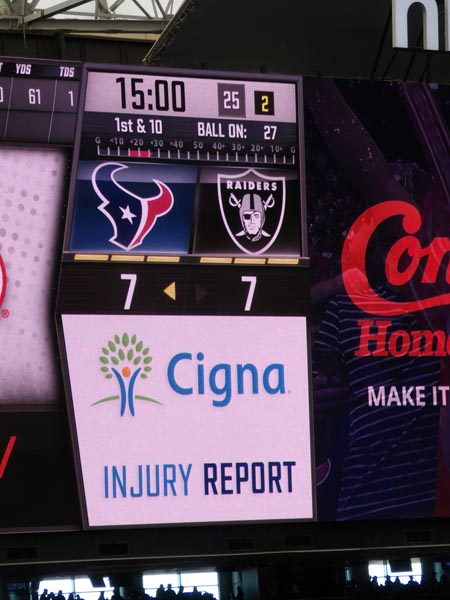 YDS TDS
61 1
15:00 25 2
1st & 10 BALL ON: 27
G 10 20 30 40 50 40 30 20 10 G
RAIDERS
7 7
Cigna
INJURY REPORT
Home
MAKE IT